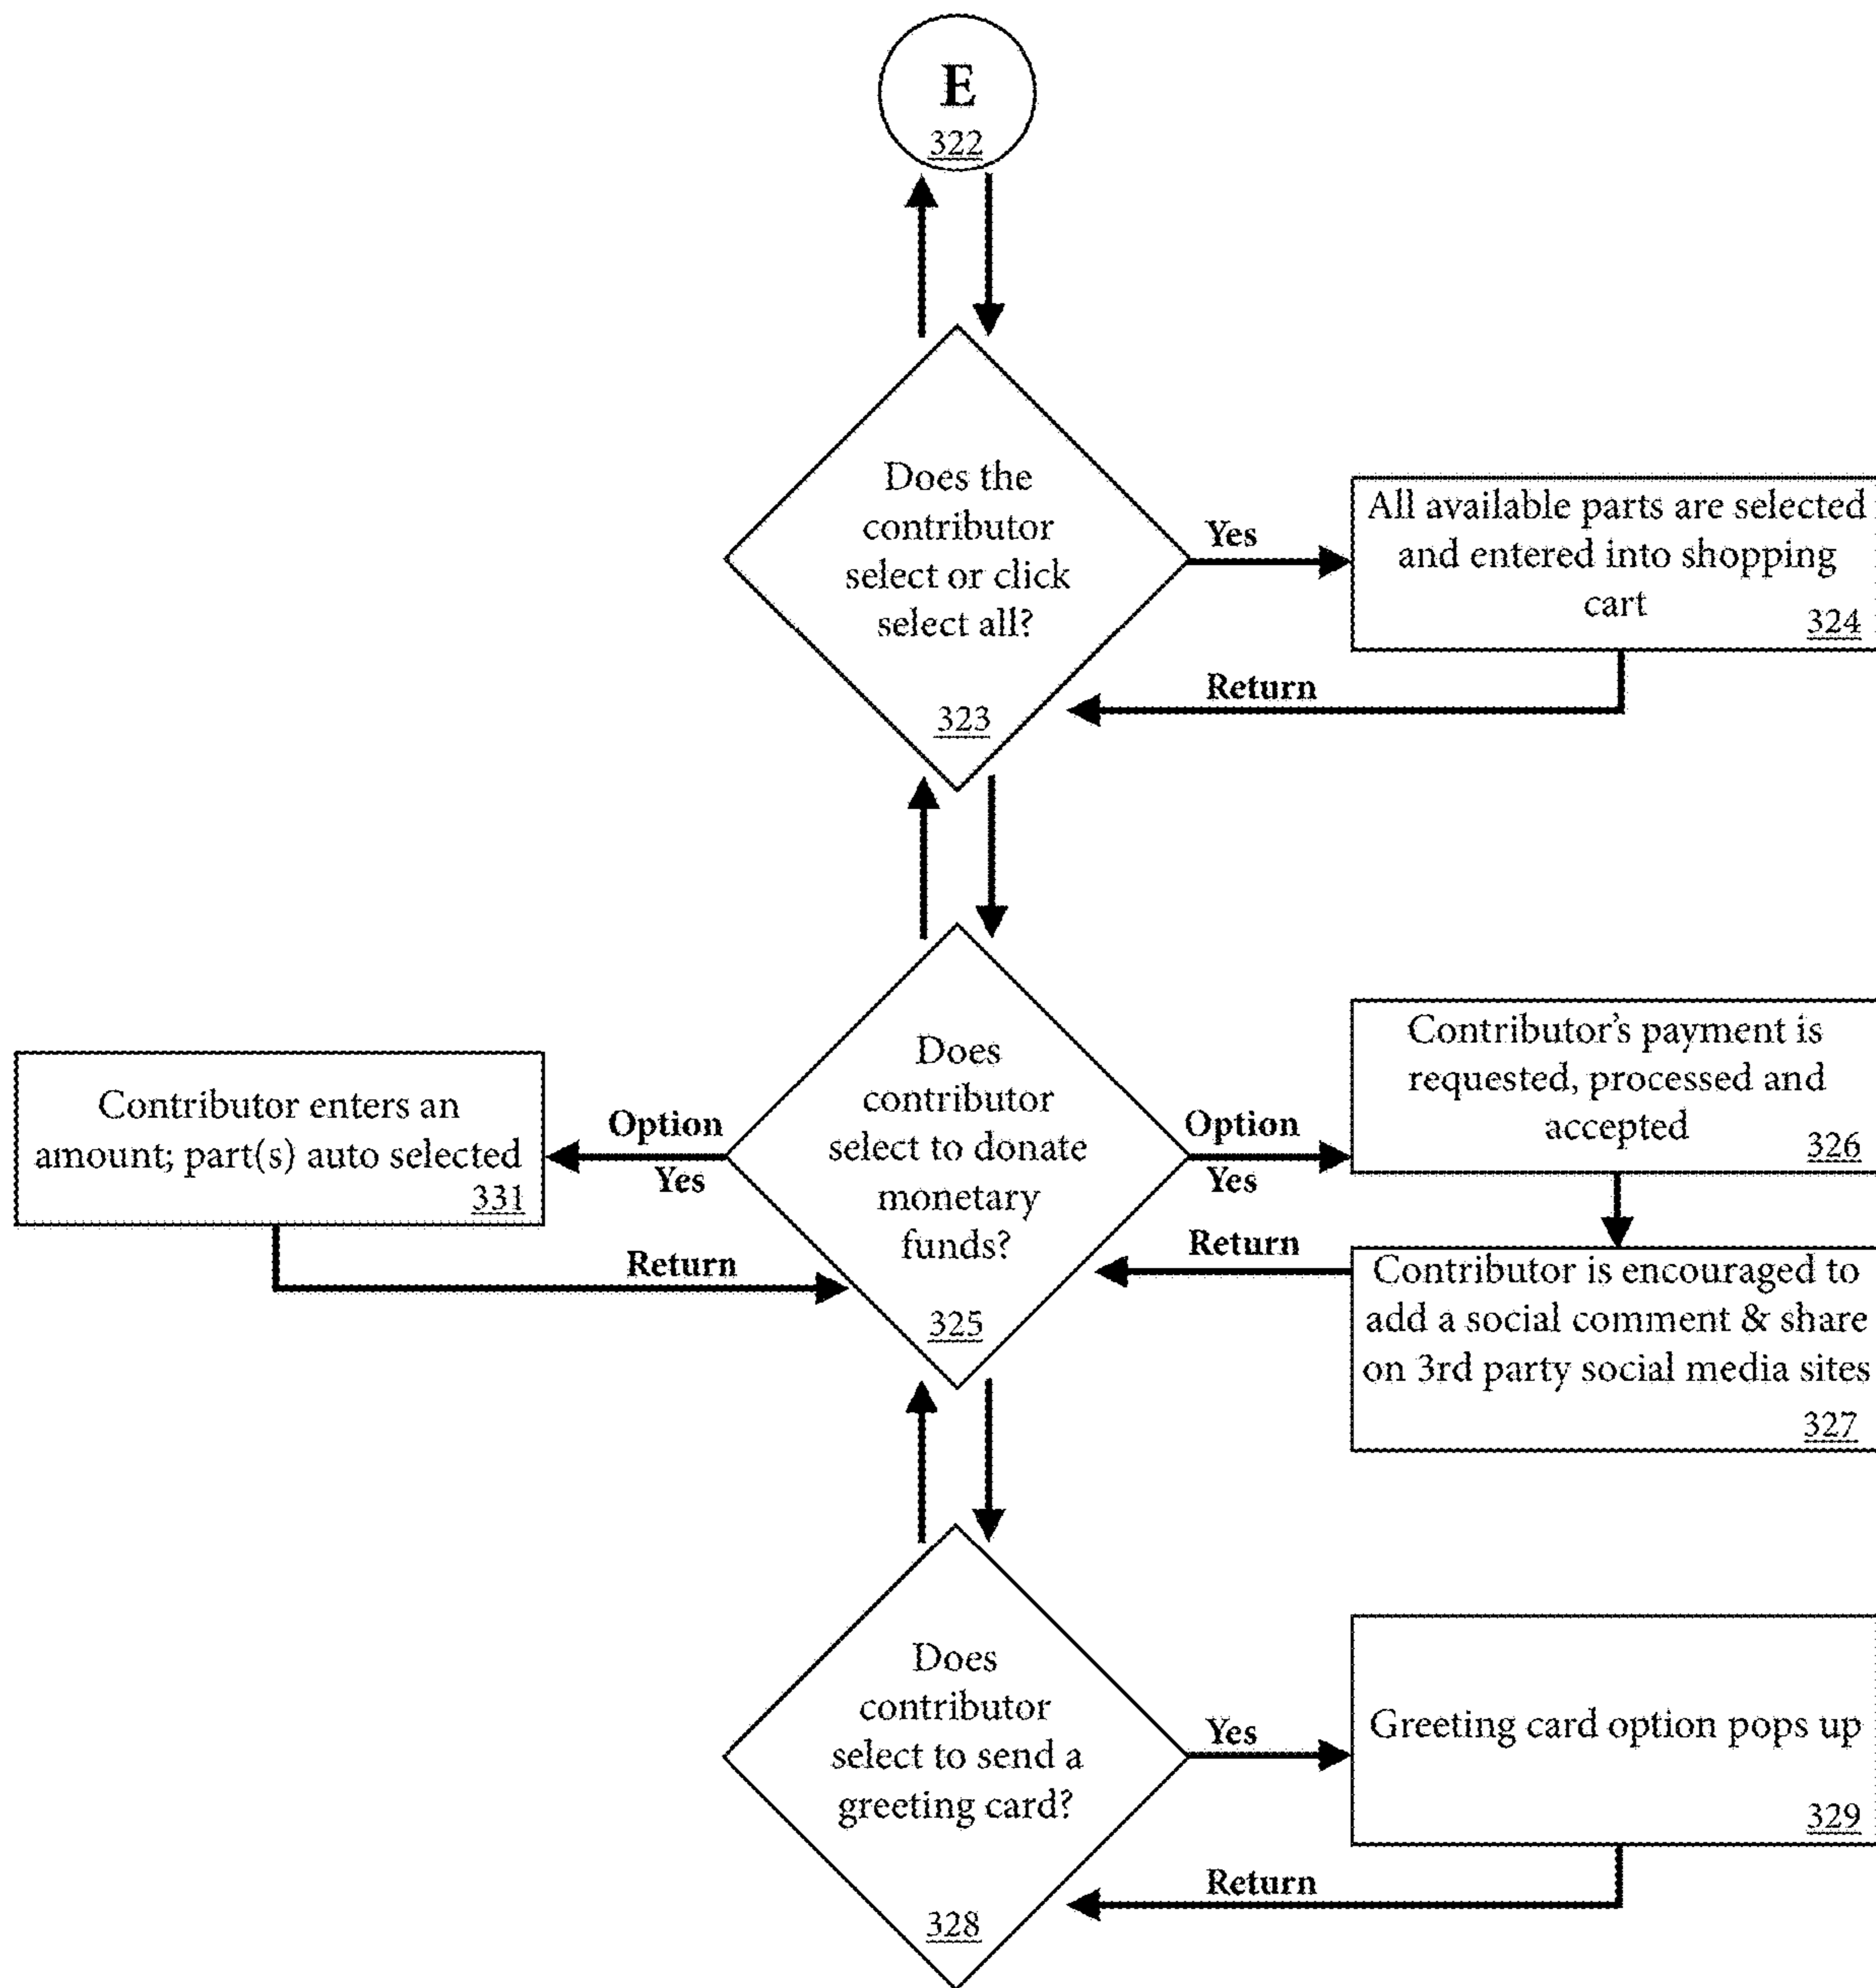 E
322
Does the
contributor
select or click
select all?
323
Yes
All available parts are selected
and entered into shopping
cart
324
Return
Contributor enters an
amount; part(s) auto selected
331
Option
Yes
Return
Does
contributor
select to donate
monetary
funds?
325
Option
Yes
Return
Contributor's payment is
requested, processed and
accepted
326
Contributor is encouraged to
add a social comment & share
on 3rd party social media sites
327
Does
contributor
select to send a
greeting card?
328
Yes
Greeting card option pops up
329
Return